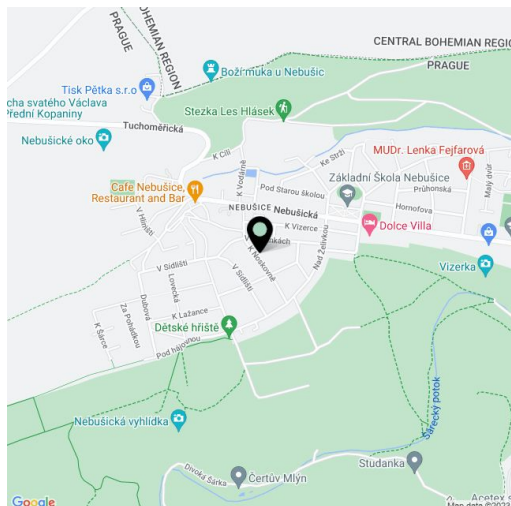 BOHEMIAN REGION
PRAGUE
CENTRAL BOHEMIAN REGI
PRAGUE
Boží muka u Nebušic
Tisk Pětka s.r.o
cha svatého Václava
Přední Kopaniny
Tuchoměřická
Stezka Les Hlásek
Nebušické oko
K Cíli
Ke Strži
MUDr. Lenka Fejfarová
Základní Škola Nebušice
Malý dvůr
K Vodárně
Pod Starou školou
Průhonská
Cafe Nebušice,
Restaurant and Bar
NEBUŠICE
Nebušická
Hornofova
V Hliništi
K Vizerce
Dolce Villa
K Noskovně
Nad Želivkou
Vizerka
V Sídlišti
V Sídlišti
Lovecká
Dubová
Za Pohádkou
K Lažance
K Šárce
Dětské hřiště
Pod hájovnou
Nebušická vyhlídka
Šárecký potok
Divoká Šárka
Čertův Mlýn
Studanka
Acetex s
Google
Map data ©2023